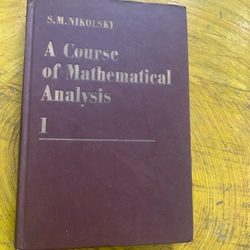 S.M.NIKOLSKY
A Course
of Mathematical
Analysis
1